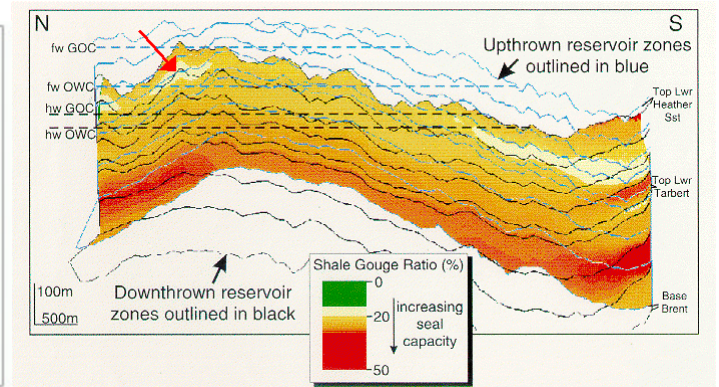 N
S
fw GOC
Upthrown reservoir zones
outlined in blue
fw OWC
hw GOC
hw OWC
Top Lwr
Heather
Sst
Top Lwr
Tarbert
Base
Brent
100m
500m
Downthrown reservoir
zones outlined in black
Shale Gouge Ratio (%)
0
20
50
increasing
seal
capacity